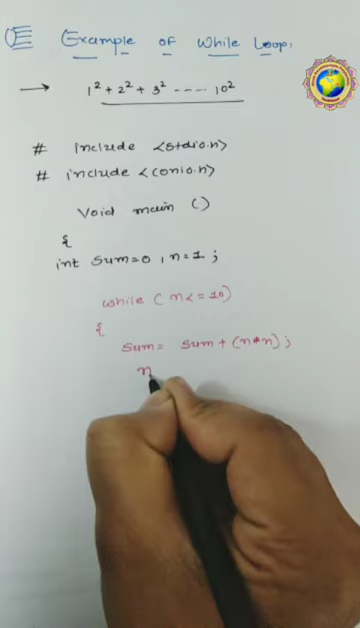 Example of While Loop:
→ 1² + 2² + 3² ---- 10²
# include <stdio.h>
# include <conio.h>
Void main ()
{
int sum=0, n=1;
while (n<=10)
{
sum = sum + (n*n);
n